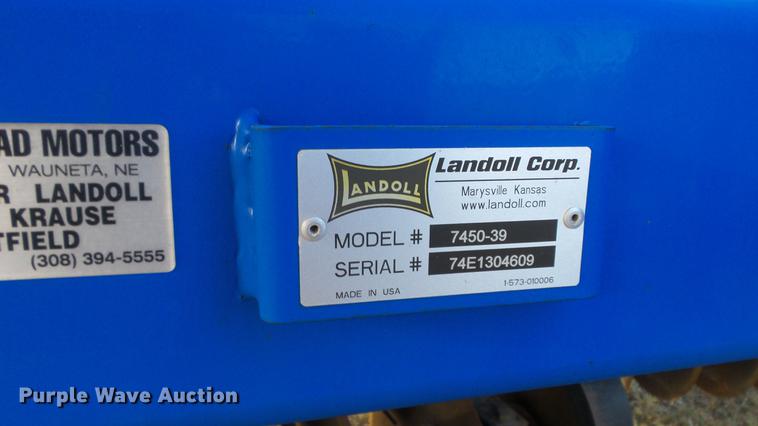 AD MOTORS
WAUNETA, NE
R LANDOLL
KRAUSE
TFIELD
(308) 394-5555
LANDOLL
Landoll Corp.
Marysville Kansas
www.landoll.com
MODEL # 7450-39
SERIAL # 74E1304609
MADE IN USA
1-573-010006
Purple Wave Auction